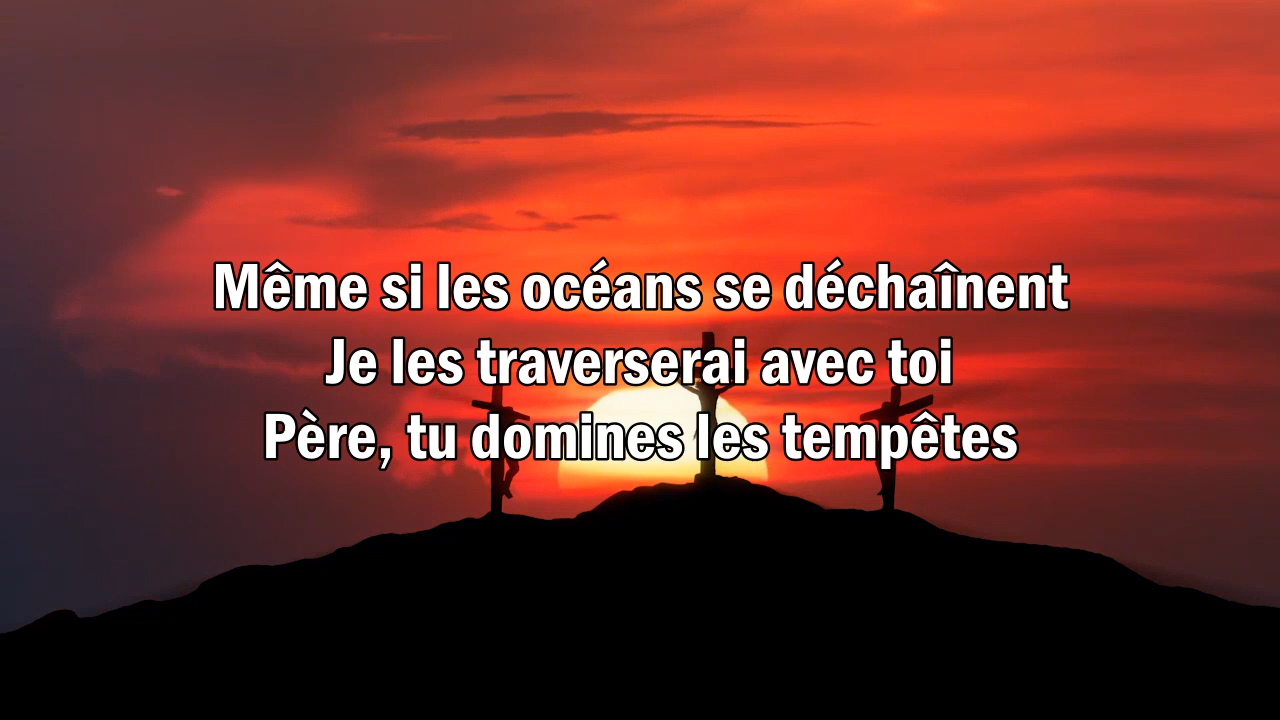 Même si les océans se déchaînent
Je les traverserai avec toi
Père, tu domines les tempêtes